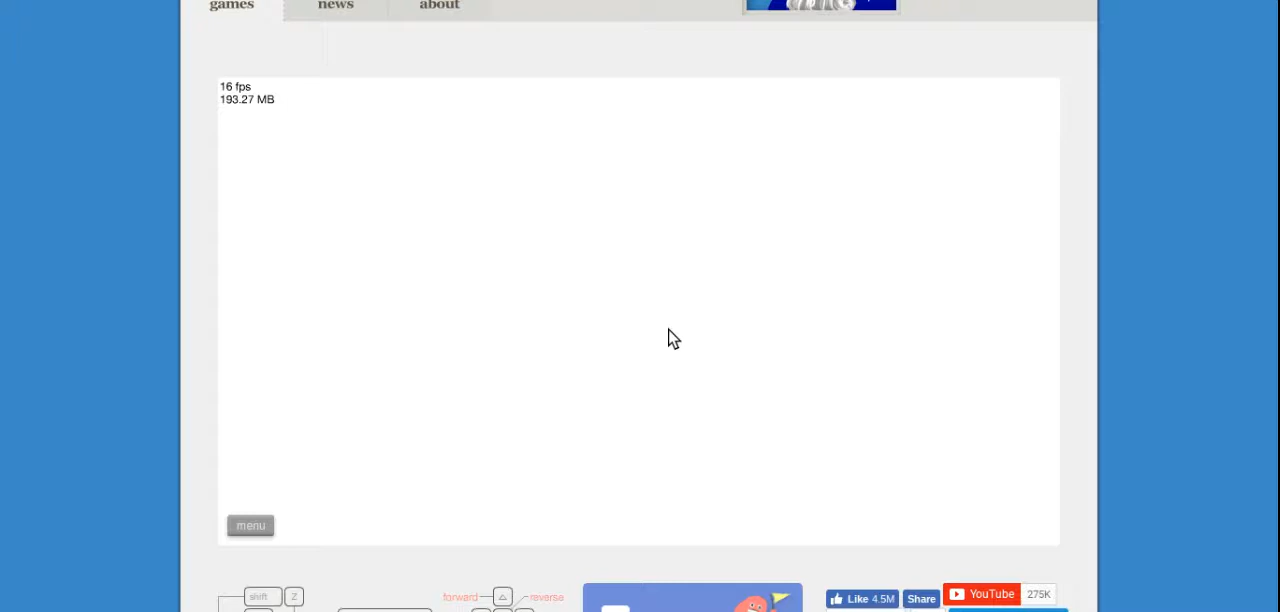 games news about
16 fps
193.27 MB
menu
shift Z forward reverse Like 4.5M Share YouTube 275K